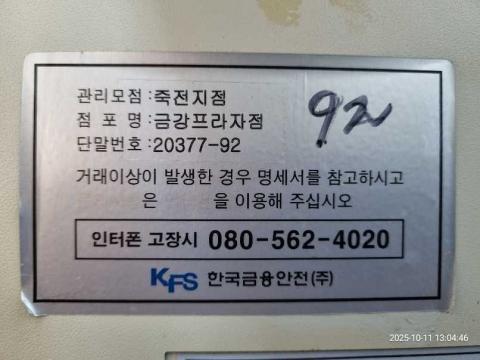 관리모점 : 죽전지점
점 포 명 : 금강프라자점
단말번호 : 20377-92
92
거래이상이 발생한 경우 명세서를 참고하시고
은 을 이용해 주십시오
인터폰 고장시 080-562-4020
KFS 한국금융안전(주)
2025-10-11 13:04:46